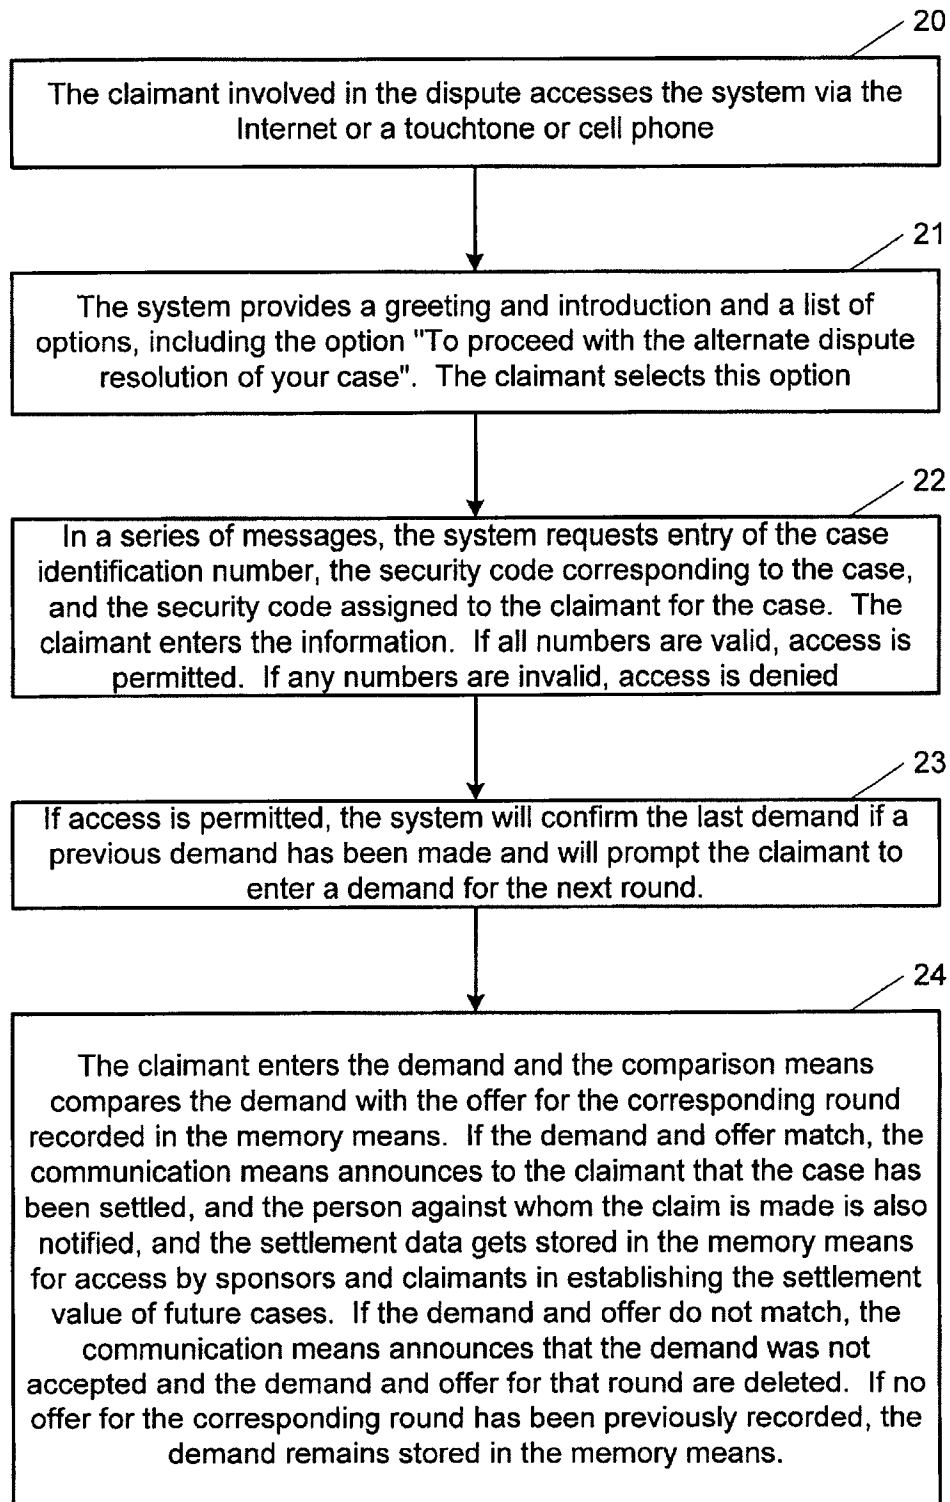 20
The claimant involved in the dispute accesses the system via the
Internet or a touchtone or cell phone
21
The system provides a greeting and introduction and a list of
options, including the option "To proceed with the alternate dispute
resolution of your case". The claimant selects this option
22
In a series of messages, the system requests entry of the case
identification number, the security code corresponding to the case,
and the security code assigned to the claimant for the case. The
claimant enters the information. If all numbers are valid, access is
permitted. If any numbers are invalid, access is denied
23
If access is permitted, the system will confirm the last demand if a
previous demand has been made and will prompt the claimant to
enter a demand for the next round.
24
The claimant enters the demand and the comparison means
compares the demand with the offer for the corresponding round
recorded in the memory means. If the demand and offer match, the
communication means announces to the claimant that the case has
been settled, and the person against whom the claim is made is also
notified, and the settlement data gets stored in the memory means
for access by sponsors and claimants in establishing the settlement
value of future cases. If the demand and offer do not match, the
communication means announces that the demand was not
accepted and the demand and offer for that round are deleted. If no
offer for the corresponding round has been previously recorded, the
demand remains stored in the memory means.